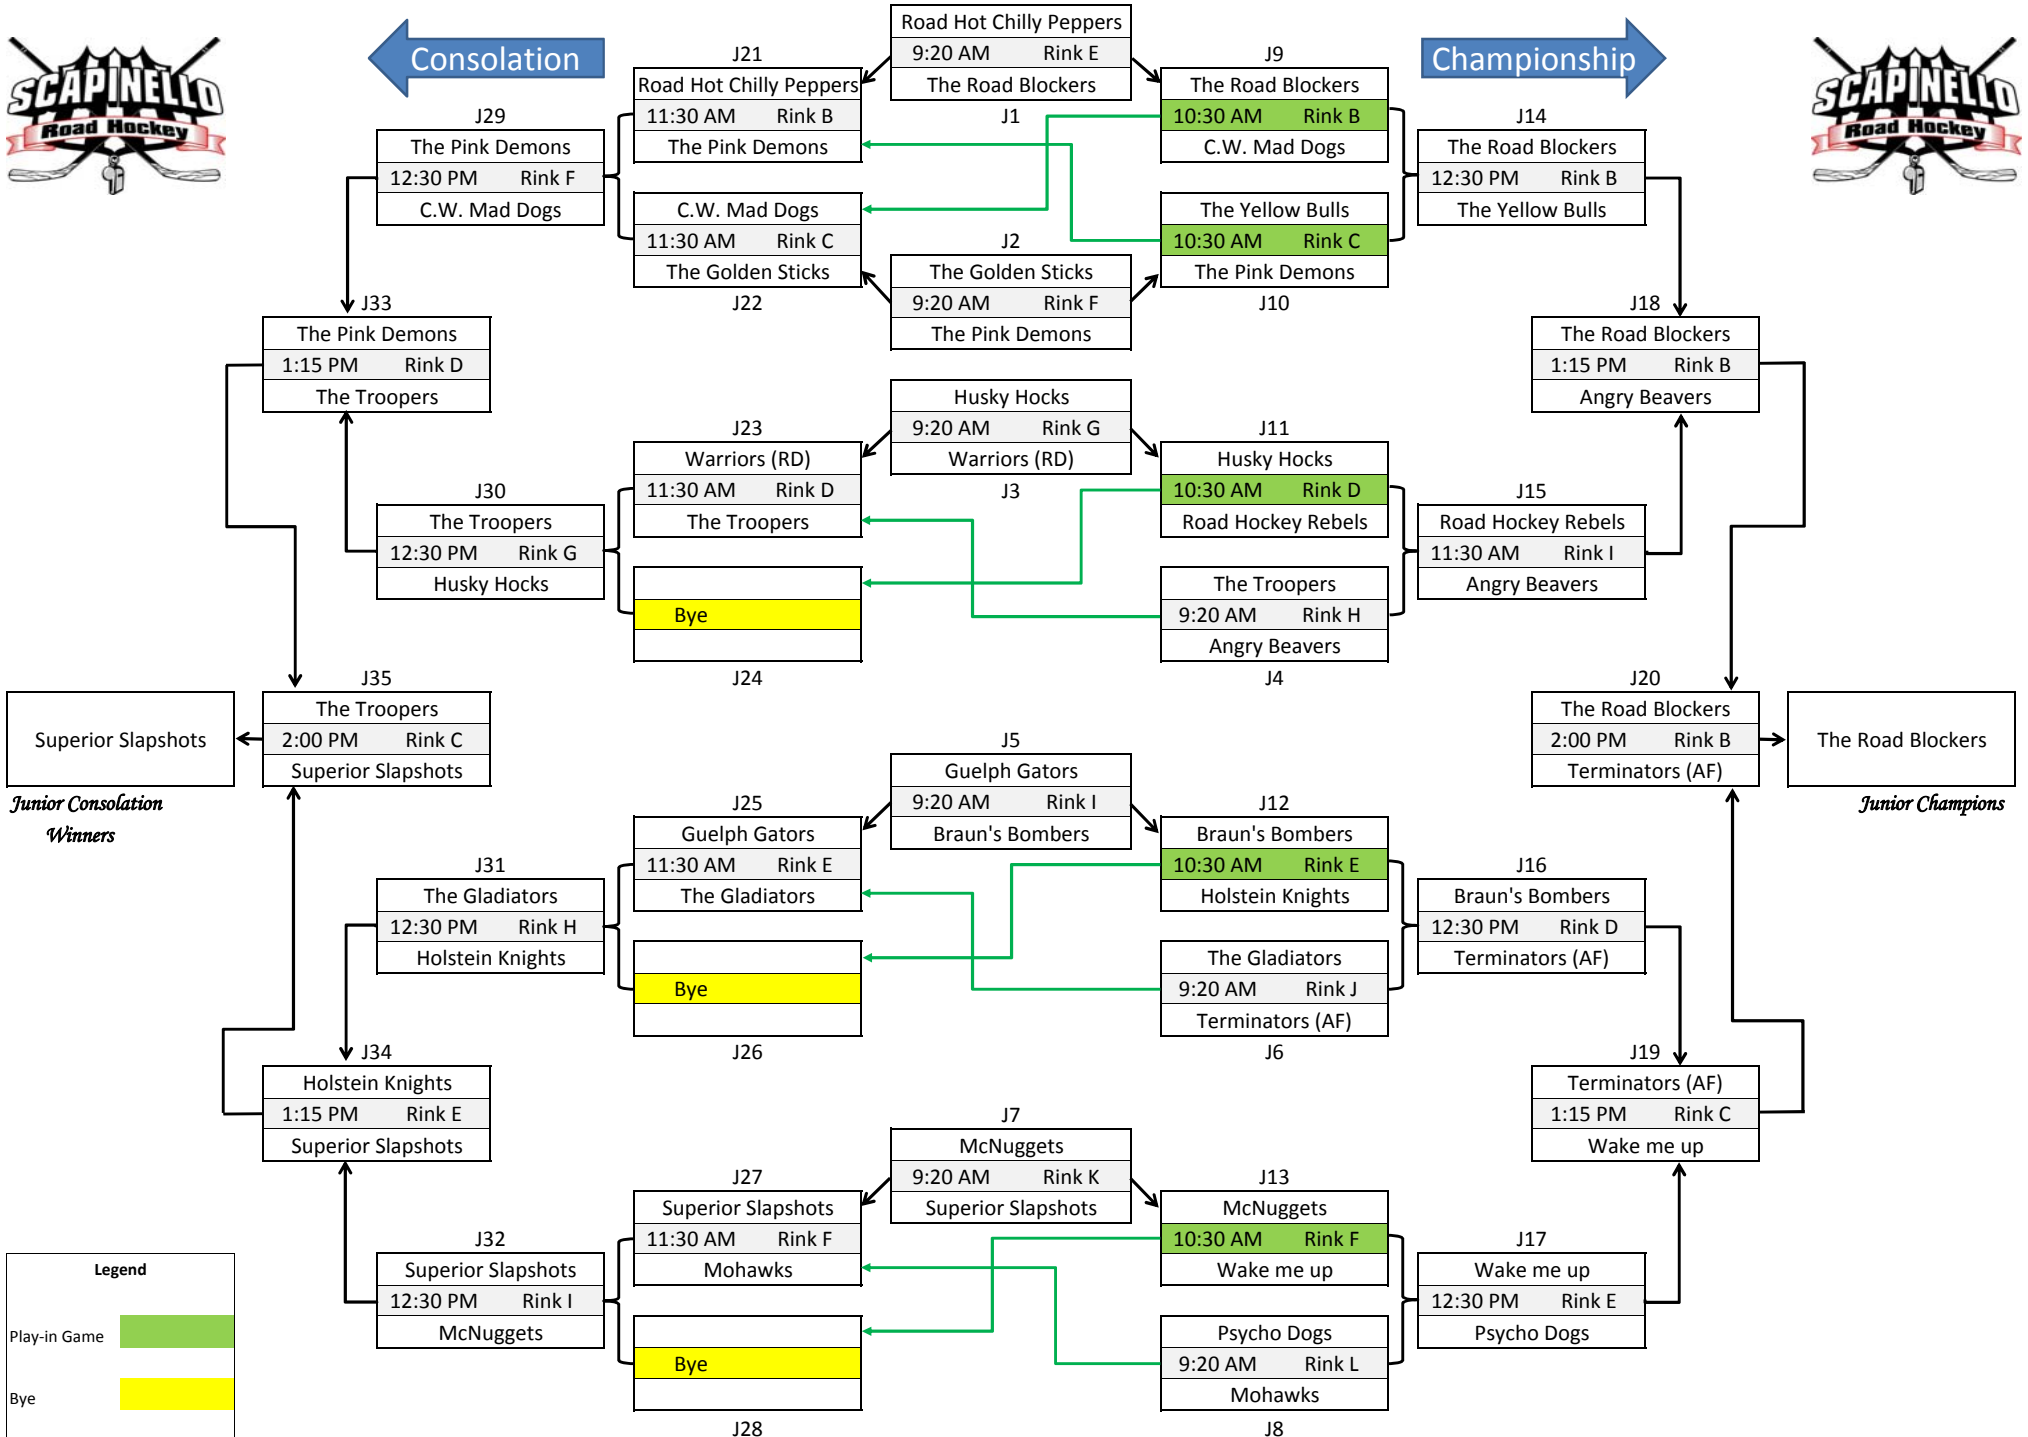 SCAPINELLO
Road Hockey
Consolation
Championship
SCAPINELLO
Road Hockey
Road Hot Chilly Peppers
9:20 AM Rink E
The Road Blockers
J1
J21
Road Hot Chilly Peppers
11:30 AM Rink B
The Pink Demons
J9
The Road Blockers
10:30 AM Rink B
C.W. Mad Dogs
J29
The Pink Demons
12:30 PM Rink F
C.W. Mad Dogs
J14
The Road Blockers
12:30 PM Rink B
The Yellow Bulls
C.W. Mad Dogs
11:30 AM Rink C
The Golden Sticks
J22
J2
The Golden Sticks
9:20 AM Rink F
The Pink Demons
The Yellow Bulls
10:30 AM Rink C
The Pink Demons
J10
J33
The Pink Demons
1:15 PM Rink D
The Troopers
J18
The Road Blockers
1:15 PM Rink B
Angry Beavers
Husky Hocks
9:20 AM Rink G
Warriors (RD)
J3
J23
Warriors (RD)
11:30 AM Rink D
The Troopers
J11
Husky Hocks
10:30 AM Rink D
Road Hockey Rebels
J30
The Troopers
12:30 PM Rink G
Husky Hocks
J15
Road Hockey Rebels
11:30 AM Rink I
Angry Beavers
Bye
J24
The Troopers
9:20 AM Rink H
Angry Beavers
J4
Superior Slapshots
Junior Consolation
Winners
J35
The Troopers
2:00 PM Rink C
Superior Slapshots
J20
The Road Blockers
2:00 PM Rink B
Terminators (AF)
The Road Blockers
Junior Champions
J5
Guelph Gators
9:20 AM Rink I
Braun's Bombers
J25
Guelph Gators
11:30 AM Rink E
The Gladiators
J12
Braun's Bombers
10:30 AM Rink E
Holstein Knights
J31
The Gladiators
12:30 PM Rink H
Holstein Knights
J16
Braun's Bombers
12:30 PM Rink D
Terminators (AF)
Bye
J26
The Gladiators
9:20 AM Rink J
Terminators (AF)
J6
J34
Holstein Knights
1:15 PM Rink E
Superior Slapshots
J19
Terminators (AF)
1:15 PM Rink C
Wake me up
J7
McNuggets
9:20 AM Rink K
Superior Slapshots
J27
Superior Slapshots
11:30 AM Rink F
Mohawks
J13
McNuggets
10:30 AM Rink F
Wake me up
J32
Superior Slapshots
12:30 PM Rink I
McNuggets
J17
Wake me up
12:30 PM Rink E
Psycho Dogs
Bye
J28
Psycho Dogs
9:20 AM Rink L
Mohawks
J8
Legend
Play-in Game
Bye